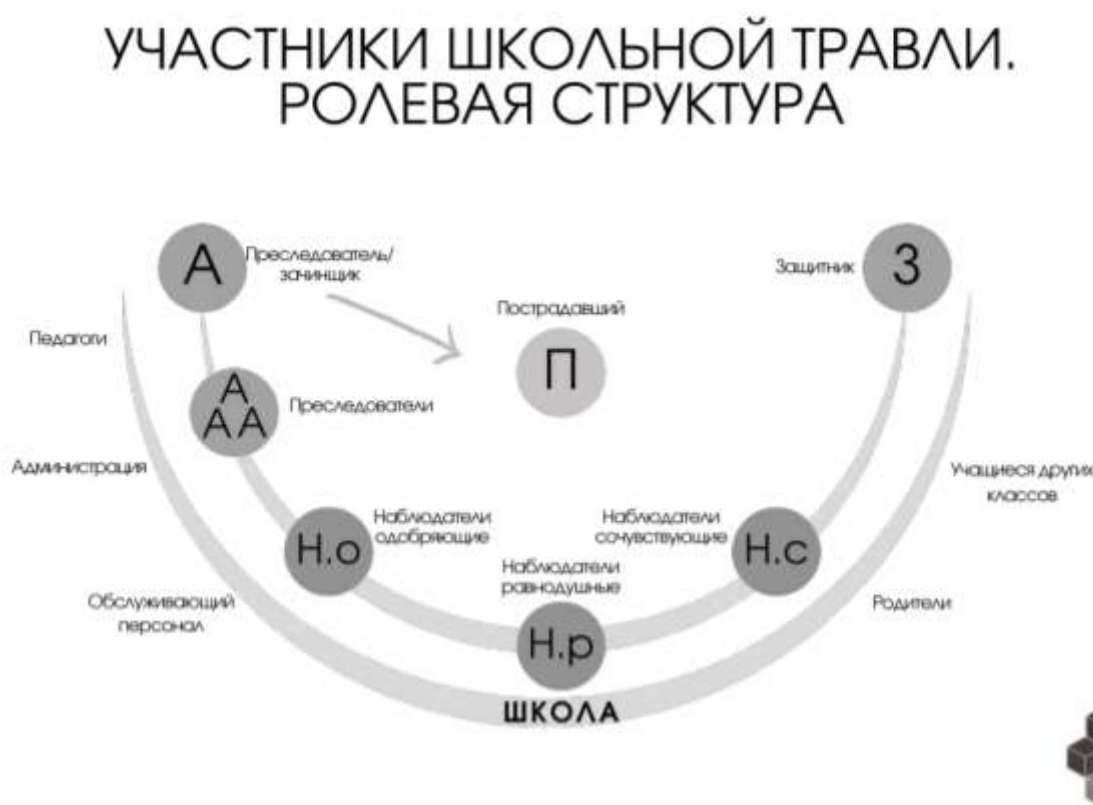 УЧАСТНИКИ ШКОЛЬНОЙ ТРАВЛИ.
РОЛЕВАЯ СТРУКТУРА
А
Преследователь/
зачинщик
Защитник
З
Пострадавший
П
Педагоги
А
АА
Преследователи
Администрация
Учащиеся других
классов
Н.о
Наблюдатели
одобряющие
Наблюдатели
сочувствующие
Н.с
Наблюдатели
равнодушные
Н.р
Обслуживающий
персонал
Родители
ШКОЛА